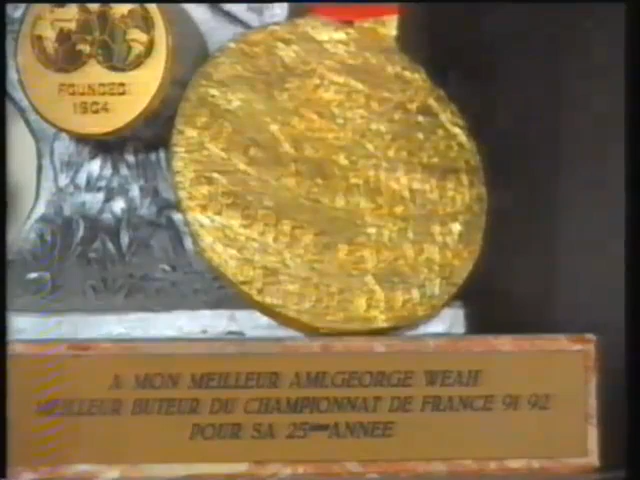 FOUNDED
1904
A MON MEILLEUR AMI.GEORGE WEAH
MEILLEUR BUTEUR DU CHAMPIONNAT DE FRANCE 91 92
POUR SA 25ème ANNEE